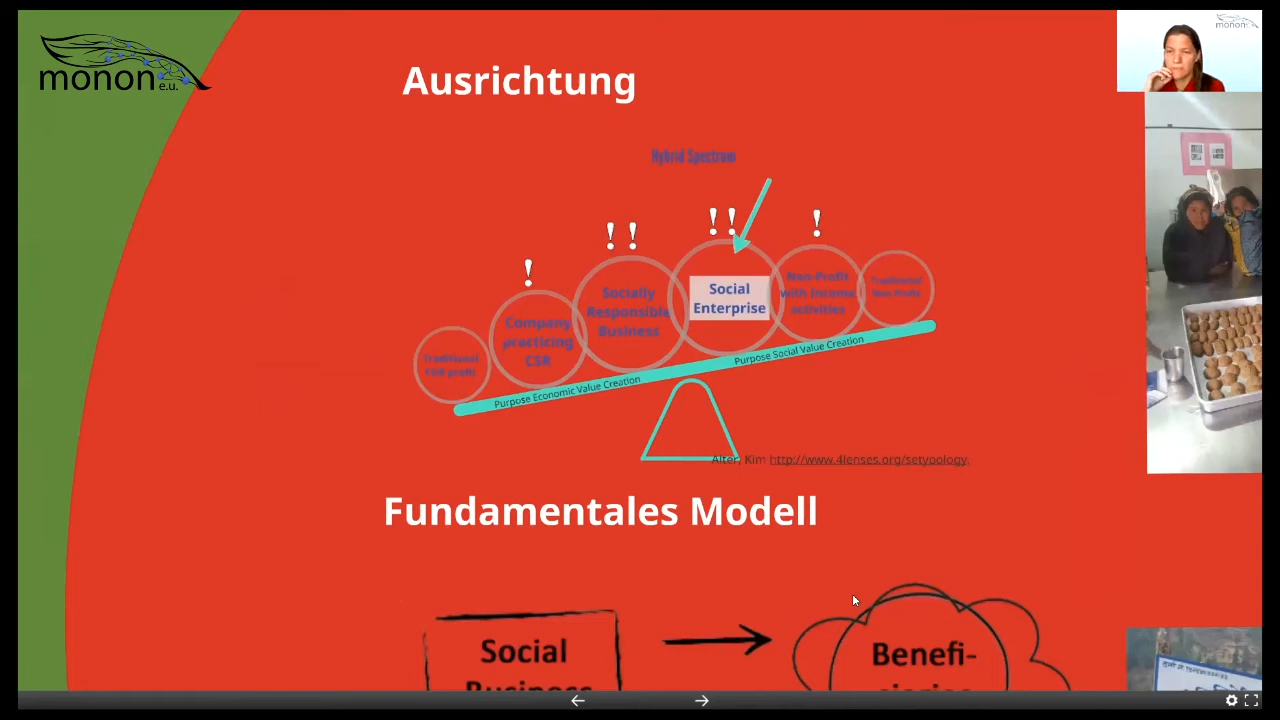 monon e.u.
monon
Ausrichtung
Hybrid Spectrum
! ! ! ! ! !
Traditional
FOR profit
Company
practicing
CSR
Socially
Responsible
Business
Social
Enterprise
Non-Profit
with Income
activities
Traditional
Non Profit
Purpose Economic Value Creation
Purpose Social Value Creation
Alter, Kim http://www.4lenses.org/setyoology.
Fundamentales Modell
Social
Business
Benefi-